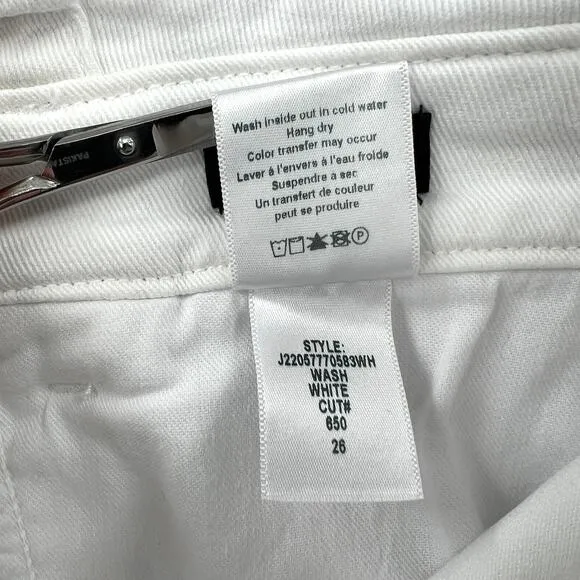 Wash inside out in cold water
Hang dry
Color transfer may occur
Laver à l'envers à l'eau froide
Suspendre a sec
Un transfert de couleur
peut se produire
P
PAKISTAN
STYLE:
J22057770583WH
WASH
WHITE
CUT#
650
26